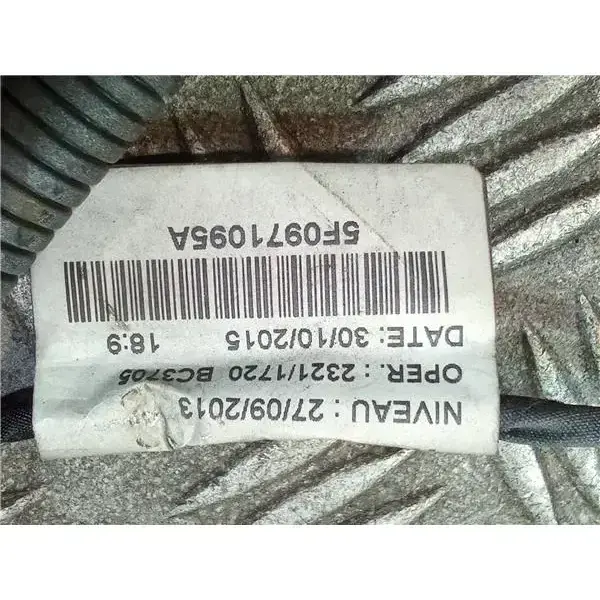 NIVEAU : 27/09/2013
OPER. : 2321/1720 BC3705
DATE: 30/10/2015 18:9
5F0971095A